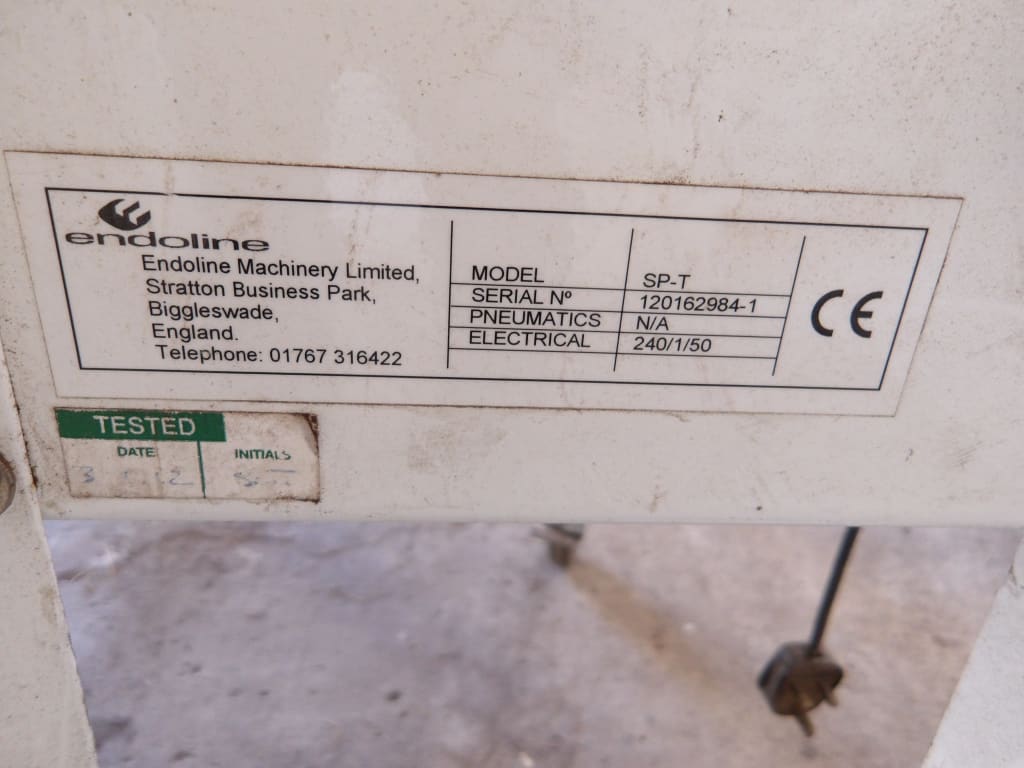 endoline
Endoline Machinery Limited,
Stratton Business Park,
Biggleswade,
England.
Telephone: 01767 316422
MODEL SP-T
SERIAL Nº 120162984-1
PNEUMATICS N/A
ELECTRICAL 240/1/50
CE
TESTED
DATE INITIALS